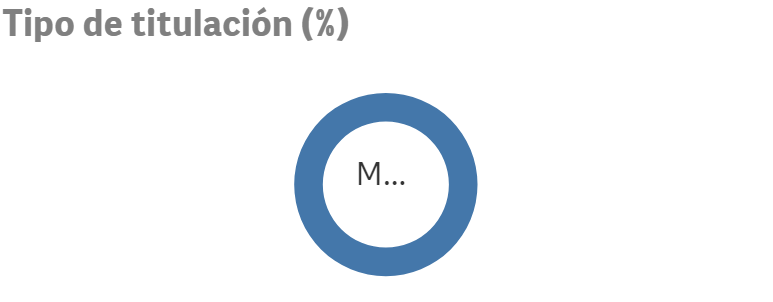 Tipo de titulación (%)
M...